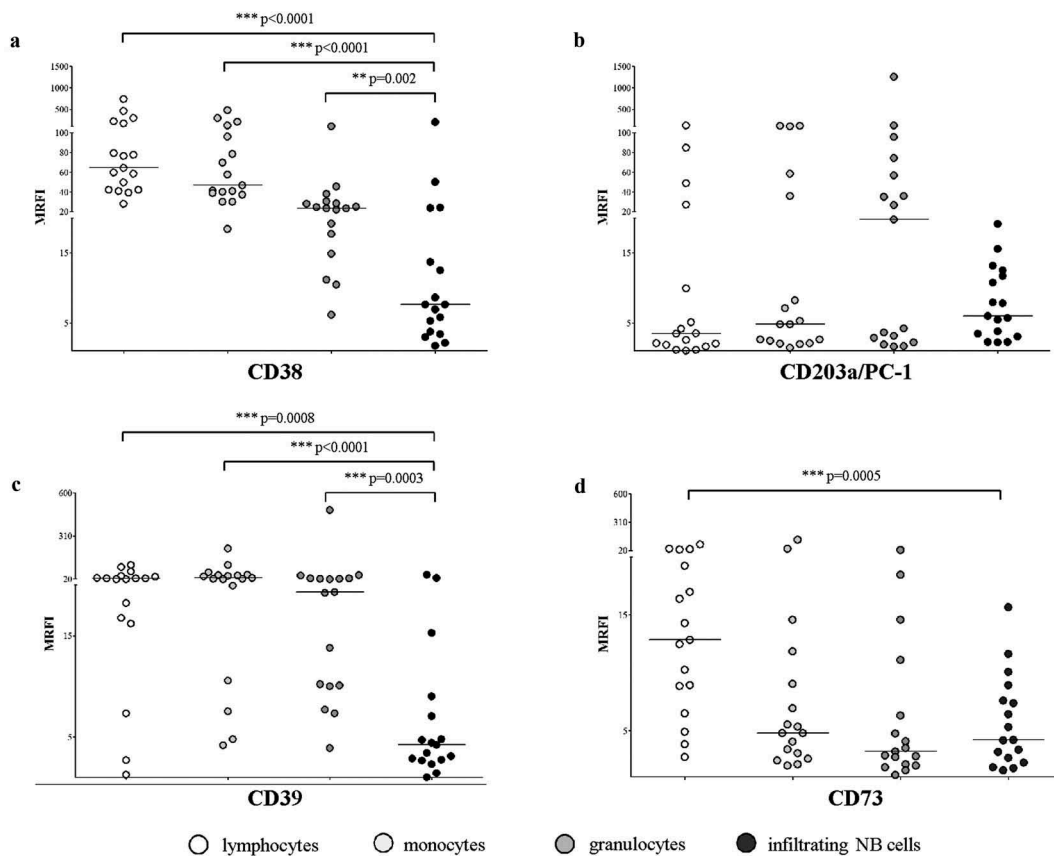 a
*** p<0.0001
*** p<0.0001
** p=0.002
1500
1000
500
100
80
60
40
20
15
5
MRFI
CD38
b
1500
1000
500
100
80
60
40
20
15
5
MRFI
CD203a/PC-1
c
*** p=0.0008
*** p<0.0001
*** p=0.0003
600
310
20
15
5
MRFI
CD39
d
*** p=0.0005
600
310
20
15
5
MRFI
CD73
lymphocytes monocytes granulocytes infiltrating NB cells